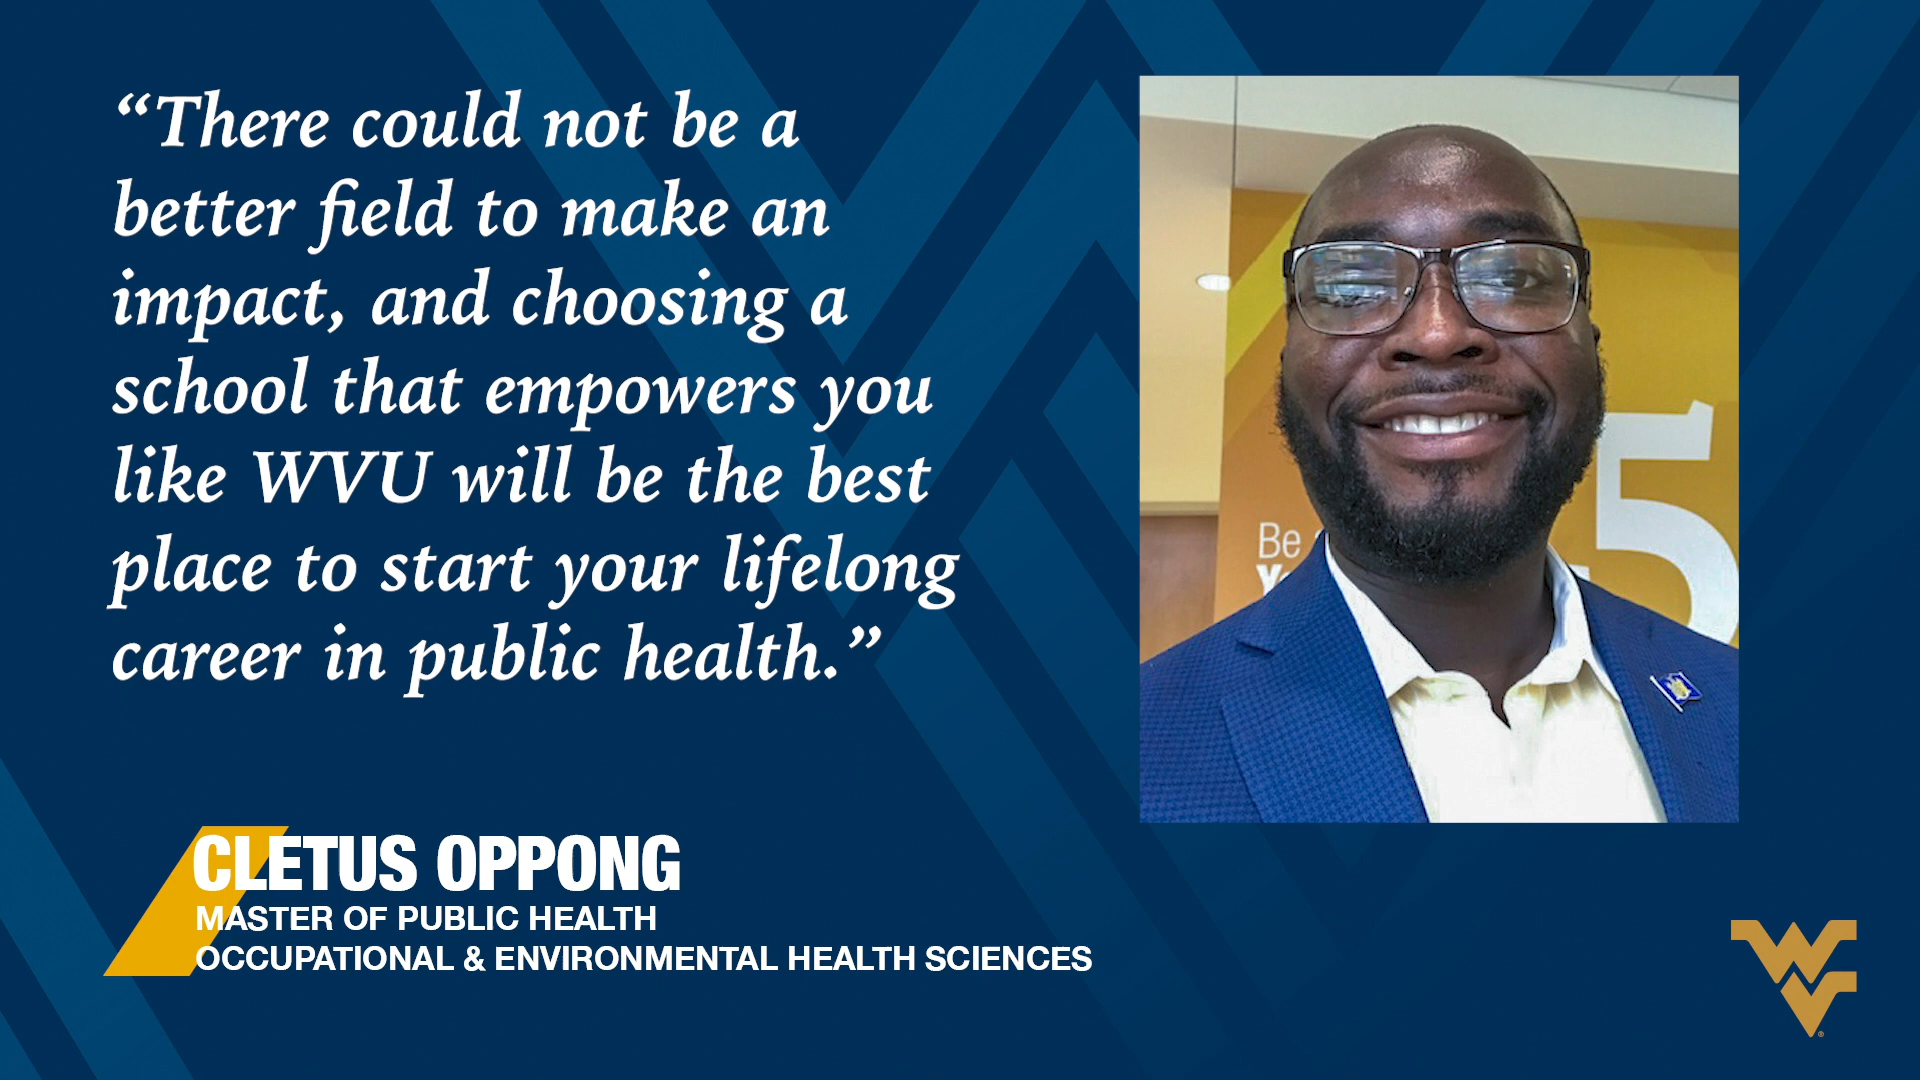 “There could not be a
better field to make an
impact, and choosing a
school that empowers you
like WVU will be the best
place to start your lifelong
career in public health.”
Be
5
CLETUS OPPONG
MASTER OF PUBLIC HEALTH
OCCUPATIONAL & ENVIRONMENTAL HEALTH SCIENCES
WV